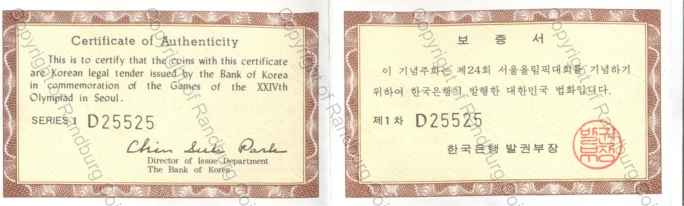 Certificate of Authenticity
This is to certify that the coins with this certificate
are Korean legal tender issued by the Bank of Korea
in commemoration of the Games of the XXIVth
Olympiad in Seoul.
SERIES 1 D25525
Director of Issue Department
The Bank of Korea
보 증 서
이 기념주화는 제24회 서울올림픽대회를 기념하기
위하여 한국은행이 발행한 대한민국 법화입니다.
제1차 D25525
한국은행 발권부장
Copyright of Randburg Coin